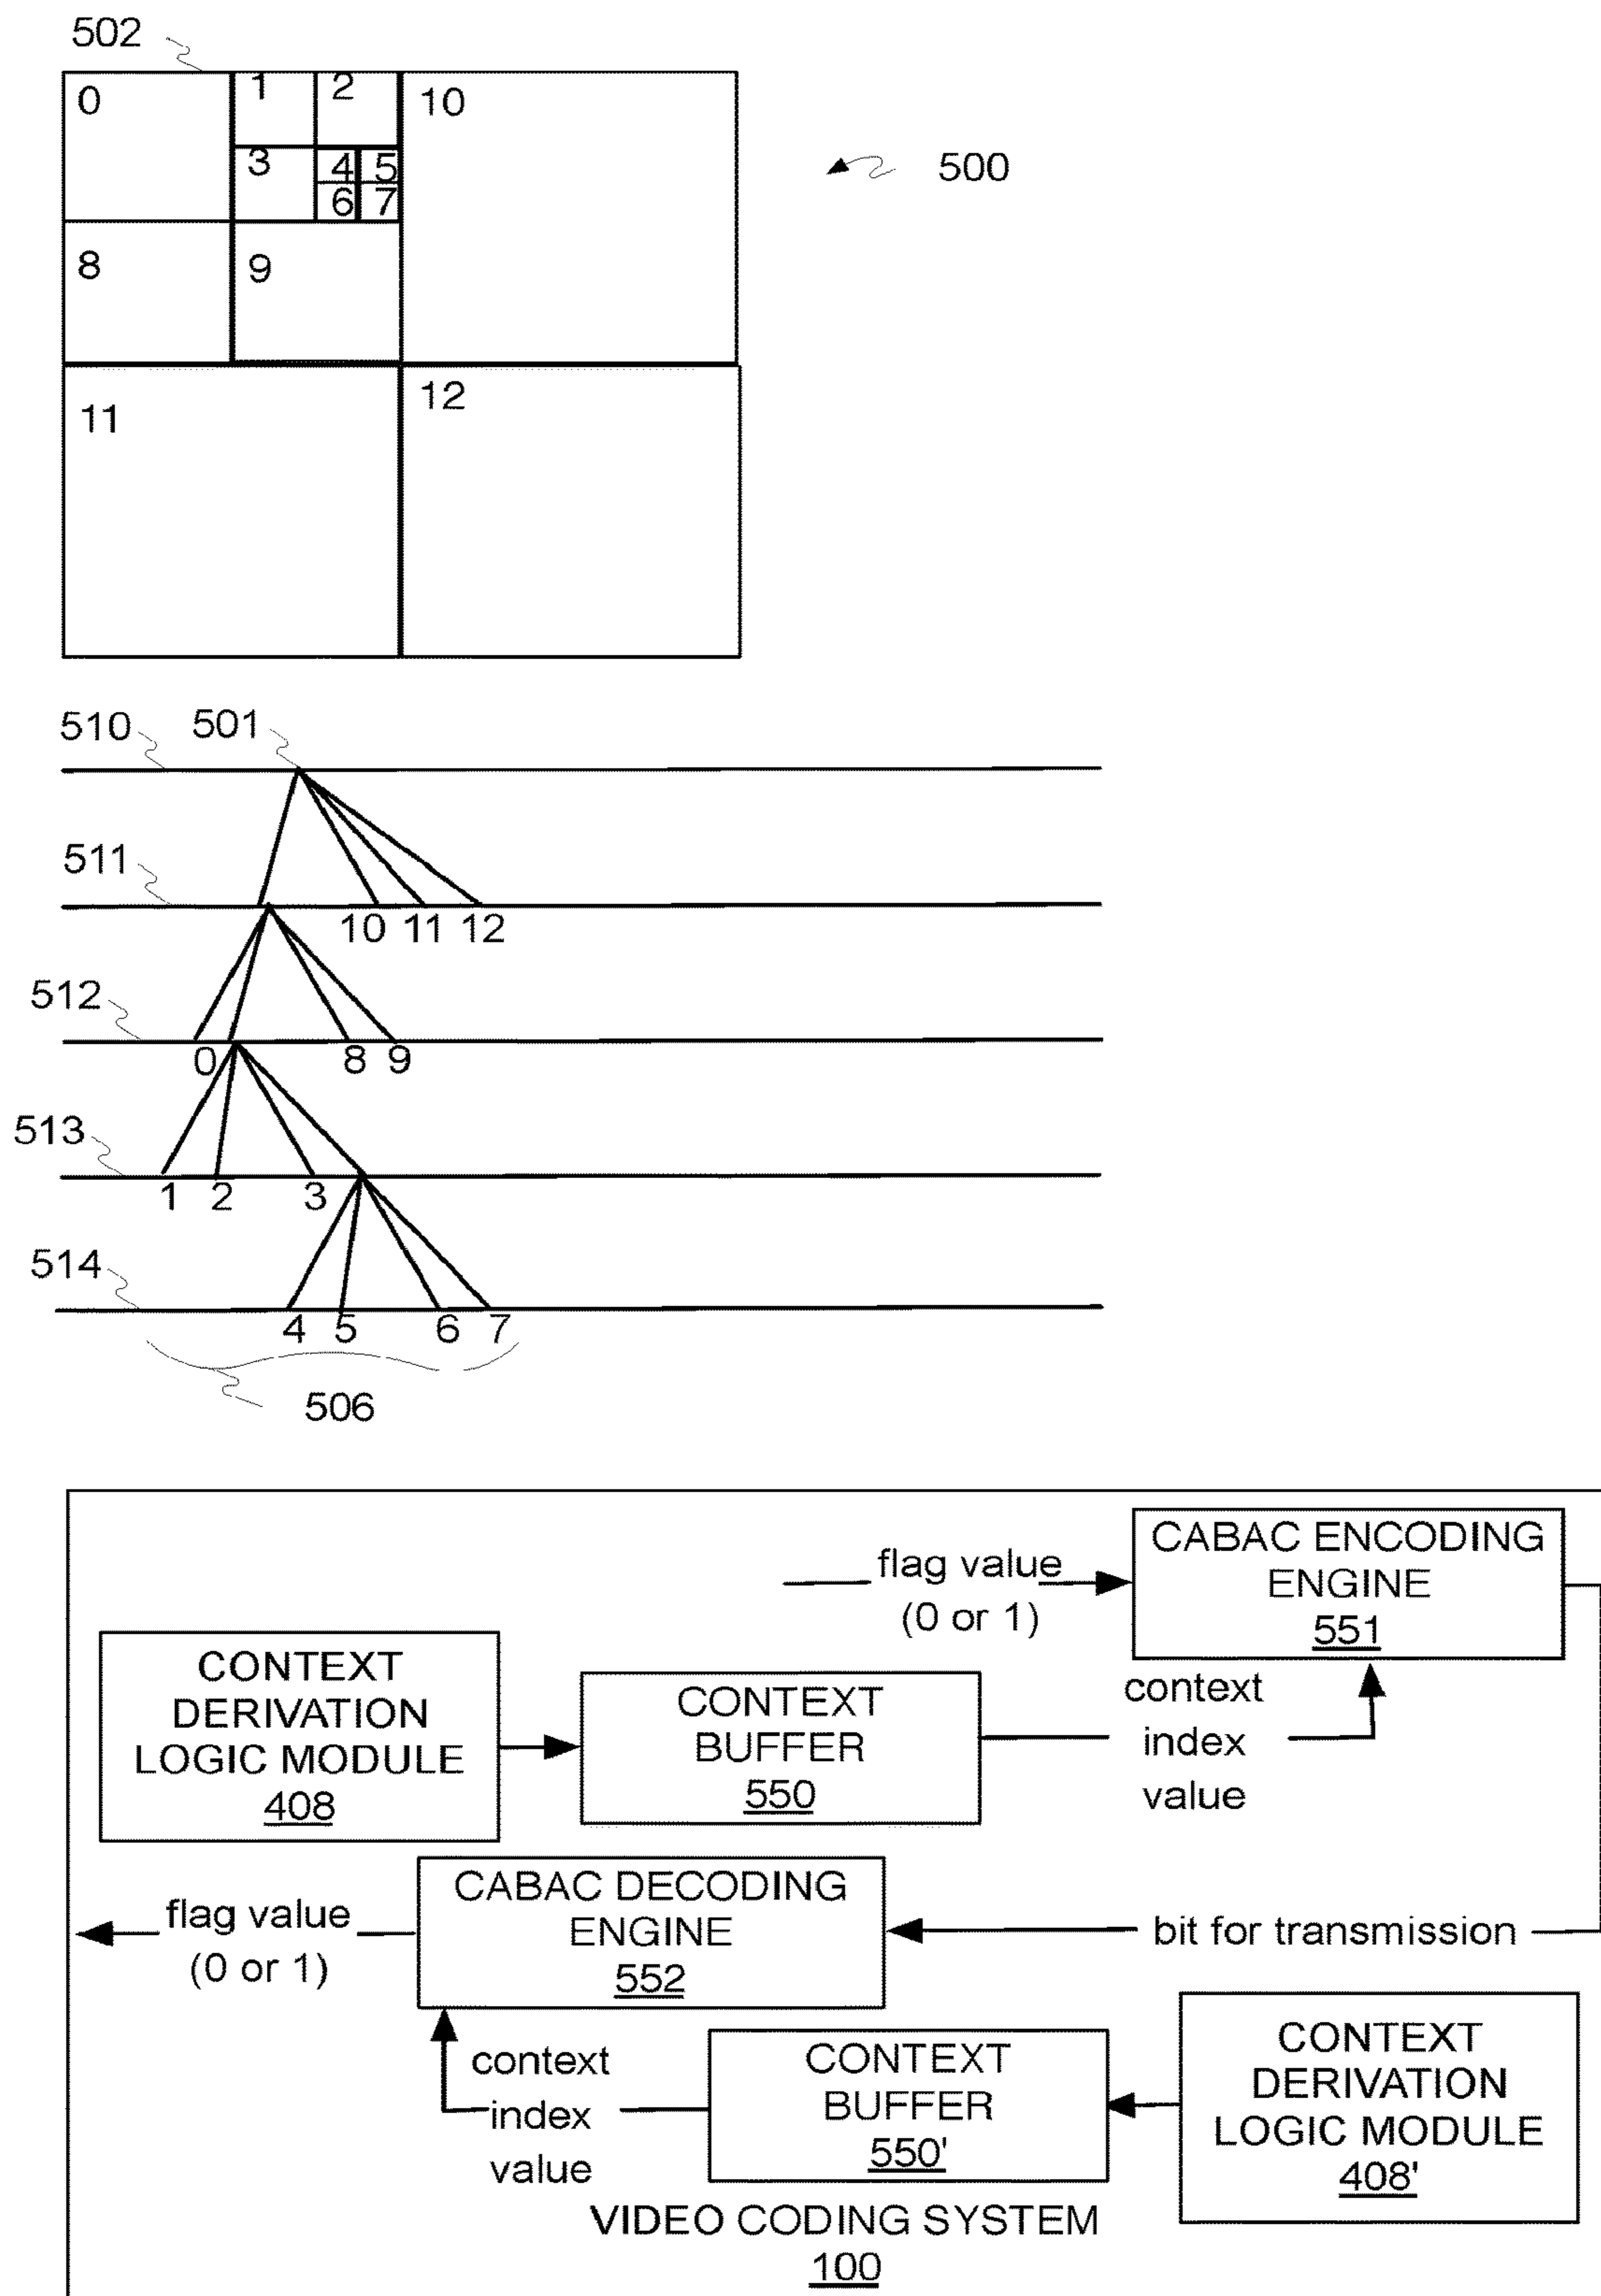 502
0
1
2
10
3
4
5
6
7
500
8
9
11
12
510
501
511
10
11
12
512
0
8
9
513
1
2
3
514
4
5
6
7
506
flag value
(0 or 1)
CABAC ENCODING
ENGINE
551
CONTEXT
DERIVATION
LOGIC MODULE
408
CONTEXT
BUFFER
550
context
index
value
flag value
(0 or 1)
CABAC DECODING
ENGINE
552
bit for transmission
context
index
value
CONTEXT
BUFFER
550'
CONTEXT
DERIVATION
LOGIC MODULE
408'
VIDEO CODING SYSTEM
100